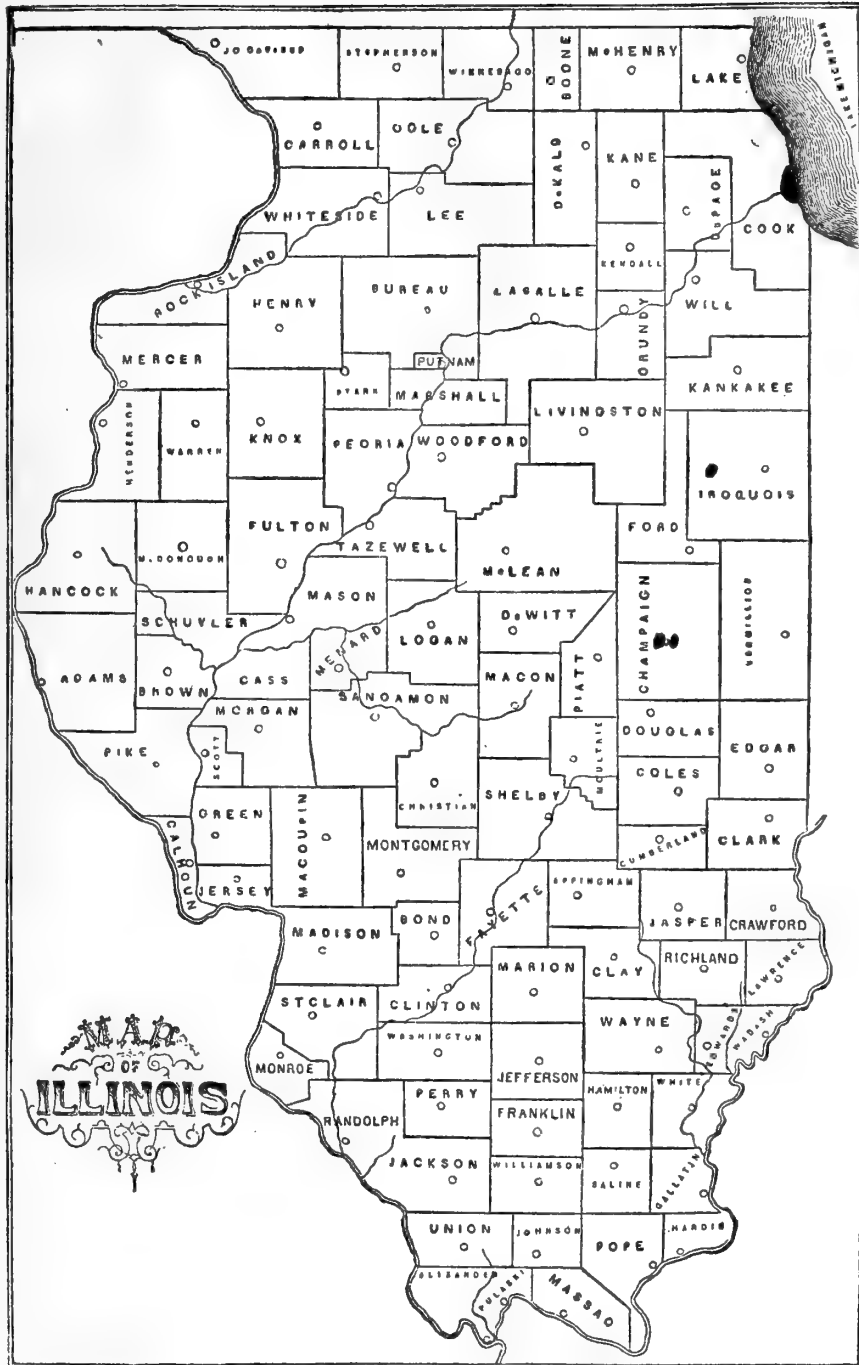 JO DAVIESS
STEPHENSON
WINNEBAGO
BOONE
McHENRY
LAKE
LAKE MICHIGAN
CARROLL
OGLE
DeKALB
KANE
DuPAGE
COOK
WHITESIDE
LEE
KENDALL
ROCK ISLAND
HENRY
BUREAU
LASALLE
GRUNDY
WILL
MERCER
PUTNAM
STARK
MARSHALL
KANKAKEE
HENDERSON
WARREN
KNOX
PEORIA
WOODFORD
LIVINGSTON
IROQUOIS
FULTON
TAZEWELL
FORD
HANCOCK
McDONOUGH
McLEAN
MASON
SCHUYLER
DeWITT
CHAMPAIGN
VERMILLION
ADAMS
BROWN
CASS
MENARD
LOGAN
PIATT
MACON
SANGAMON
MORGAN
PIKE
SCOTT
DOUGLAS
EDGAR
MOULTRIE
COLES
SHELBY
CHRISTIAN
GREEN
CALHOUN
MACOUPIN
MONTGOMERY
CUMBERLAND
CLARK
JERSEY
FAYETTE
EFFINGHAM
JASPER
CRAWFORD
BOND
MADISON
MARION
CLAY
RICHLAND
LAWRENCE
ST CLAIR
CLINTON
WAYNE
EDWARDS
WABASH
WASHINGTON
MONROE
JEFFERSON
HAMILTON
WHITE
RANDOLPH
PERRY
FRANKLIN
JACKSON
WILLIAMSON
SALINE
GALLATIN
UNION
JOHNSON
POPE
HARDIN
ALEXANDER
PULASKI
MASSAC
MAP
OF
ILLINOIS